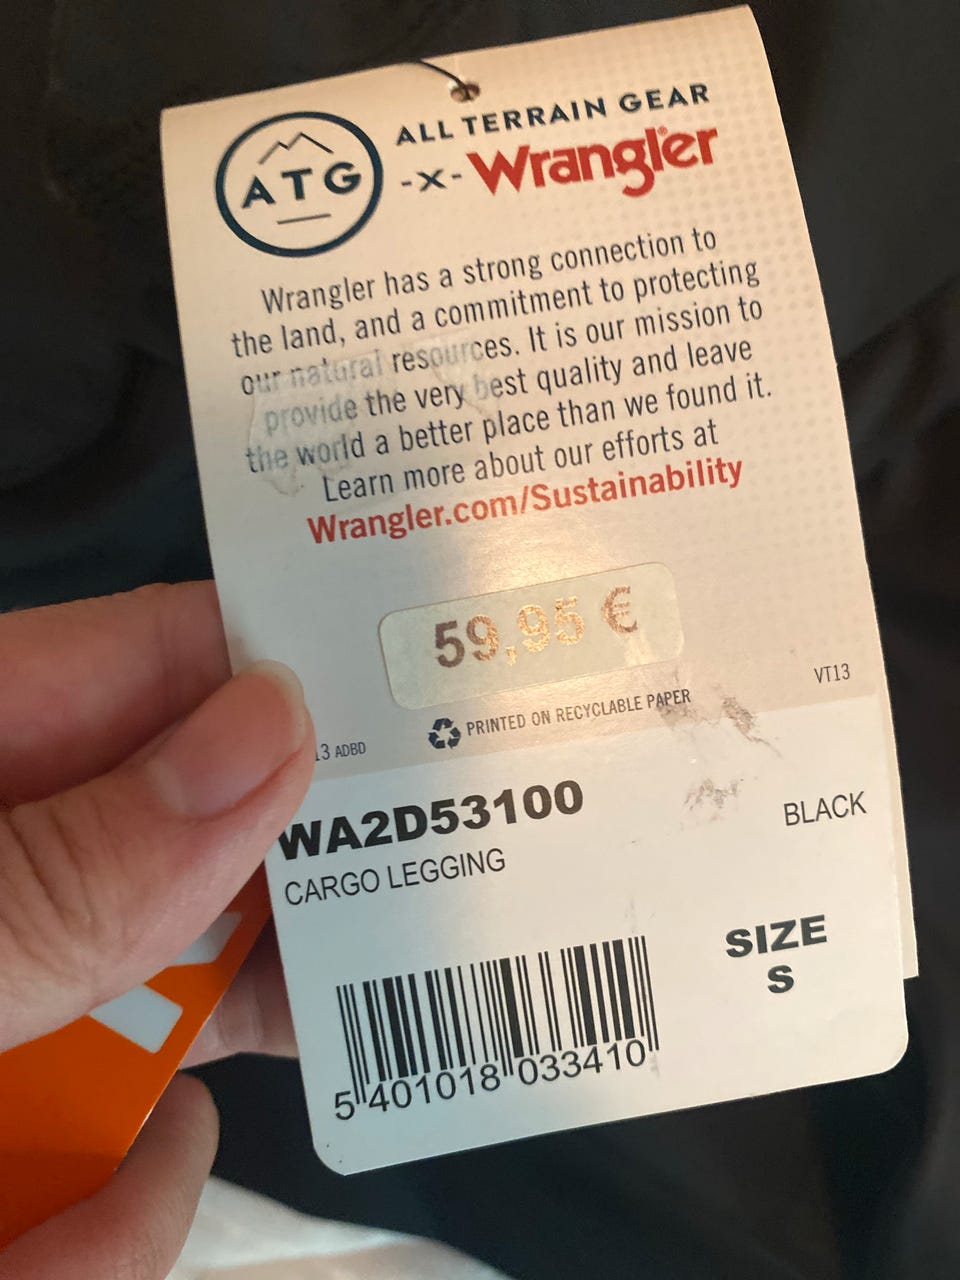 ATG
ALL TERRAIN GEAR
-x- Wrangler®
Wrangler has a strong connection to
the land, and a commitment to protecting
our natural resources. It is our mission to
provide the very best quality and leave
the world a better place than we found it.
Learn more about our efforts at
Wrangler.com/Sustainability
59,95 €
VT13
PRINTED ON RECYCLABLE PAPER
13 ADBD
WA2D53100
BLACK
CARGO LEGGING
SIZE
S
5 401018 033410